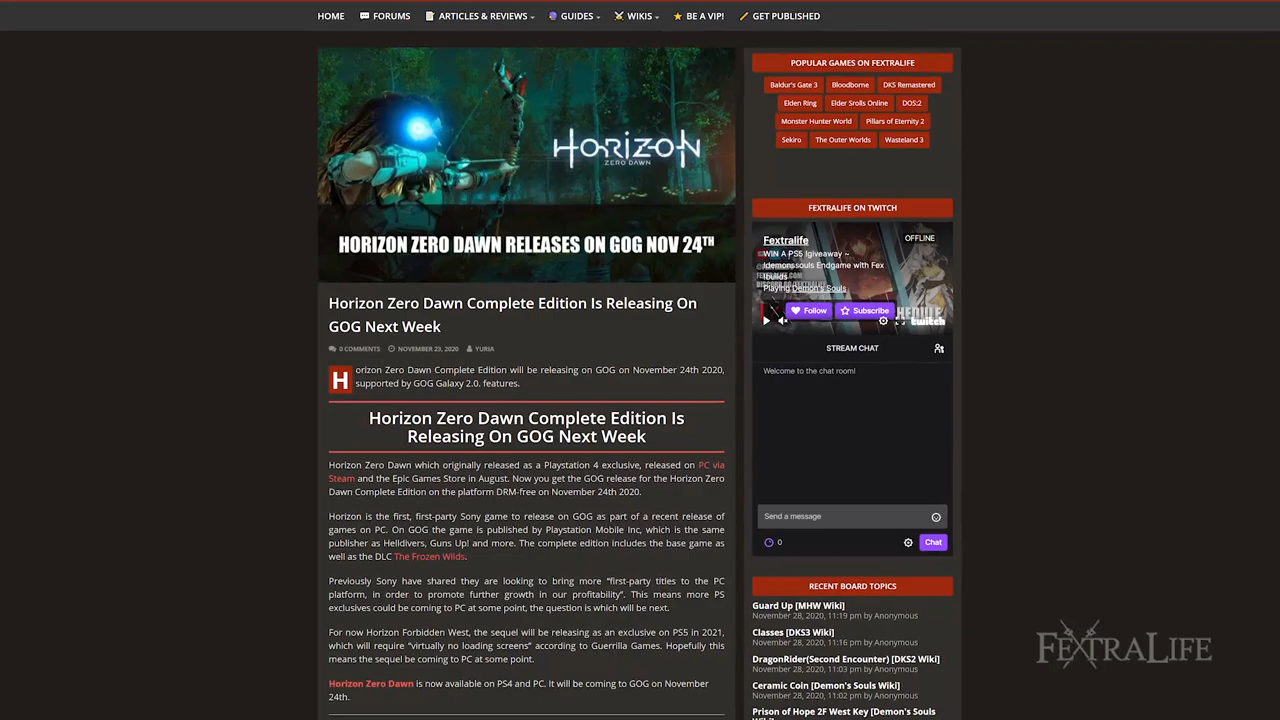 HOME
FORUMS
ARTICLES & REVIEWS
GUIDES
WIKIS
BE A VIP!
GET PUBLISHED
HORIZON
ZERO DAWN
HORIZON ZERO DAWN RELEASES ON GOG NOV 24TH
Horizon Zero Dawn Complete Edition Is Releasing On
GOG Next Week
0 COMMENTS NOVEMBER 23, 2020 YURIA
Horizon Zero Dawn Complete Edition will be releasing on GOG on November 24th 2020,
supported by GOG Galaxy 2.0. features.
Horizon Zero Dawn Complete Edition Is
Releasing On GOG Next Week
Horizon Zero Dawn which originally released as a Playstation 4 exclusive, released on PC via
Steam and the Epic Games Store in August. Now you get the GOG release for the Horizon Zero
Dawn Complete Edition on the platform DRM-free on November 24th 2020.
Horizon is the first, first-party Sony game to release on GOG as part of a recent release of
games on PC. On GOG the game is published by Playstation Mobile Inc, which is the same
publisher as Helldivers, Guns Up! and more. The complete edition includes the base game as
well as the DLC The Frozen Wilds.
Previously Sony have shared they are looking to bring more “first-party titles to the PC
platform, in order to promote further growth in our profitability”. This means more PS
exclusives could be coming to PC at some point, the question is which will be next.
For now Horizon Forbidden West, the sequel will be releasing as an exclusive on PS5 in 2021,
which will require “virtually no loading screens” according to Guerrilla Games. Hopefully this
means the sequel be coming to PC at some point.
Horizon Zero Dawn is now available on PS4 and PC. It will be coming to GOG on November
24th.
POPULAR GAMES ON FEXTRALIFE
Baldur's Gate 3 Bloodborne DKS Remastered
Elden Ring Elder Srolls Online DOS:2
Monster Hunter World Pillars of Eternity 2
Sekiro The Outer Worlds Wasteland 3
FEXTRALIFE ON TWITCH
Fextralife
OFFLINE
WIN A PS5 !giveaway ~
!demonssouls Endgame with Fex
!builds
Playing Demon's Souls
Follow Subscribe
twitch
STREAM CHAT
Welcome to the chat room!
Send a message
0
Chat
RECENT BOARD TOPICS
Guard Up [MHW Wiki]
November 28, 2020, 11:19 pm by Anonymous
Classes [DKS3 Wiki]
November 28, 2020, 11:16 pm by Anonymous
DragonRider(Second Encounter) [DKS2 Wiki]
November 28, 2020, 11:03 pm by Anonymous
Ceramic Coin [Demon's Souls Wiki]
November 28, 2020, 11:02 pm by Anonymous
Prison of Hope 2F West Key [Demon's Souls
FEXTRALIFE